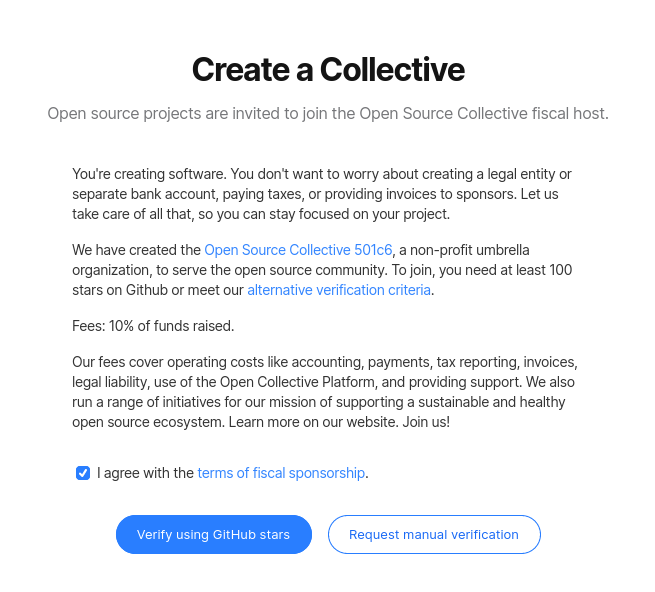 Create a Collective
Open source projects are invited to join the Open Source Collective fiscal host.
You're creating software. You don't want to worry about creating a legal entity or
separate bank account, paying taxes, or providing invoices to sponsors. Let us
take care of all that, so you can stay focused on your project.
We have created the Open Source Collective 501c6, a non-profit umbrella
organization, to serve the open source community. To join, you need at least 100
stars on Github or meet our alternative verification criteria.
Fees: 10% of funds raised.
Our fees cover operating costs like accounting, payments, tax reporting, invoices,
legal liability, use of the Open Collective Platform, and providing support. We also
run a range of initiatives for our mission of supporting a sustainable and healthy
open source ecosystem. Learn more on our website. Join us!
I agree with the terms of fiscal sponsorship.
Verify using GitHub stars
Request manual verification